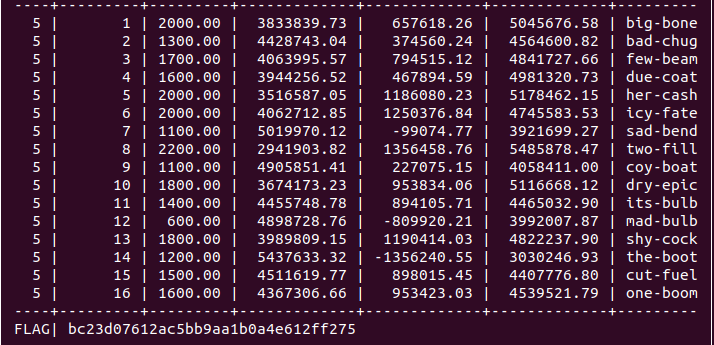 ----+---------+---------+-------------+-------------+-------------+---------
5 | 1 | 2000.00 | 3833839.73 | 657618.26 | 5045676.58 | big-bone
5 | 2 | 1300.00 | 4428743.04 | 374560.24 | 4564600.82 | bad-chug
5 | 3 | 1700.00 | 4063995.57 | 794515.12 | 4841727.66 | few-beam
5 | 4 | 1600.00 | 3944256.52 | 467894.59 | 4981320.73 | due-coat
5 | 5 | 2000.00 | 3516587.05 | 1186080.23 | 5178462.15 | her-cash
5 | 6 | 2000.00 | 4062712.85 | 1250376.84 | 4745583.53 | icy-fate
5 | 7 | 1100.00 | 5019970.12 | -99074.77 | 3921699.27 | sad-bend
5 | 8 | 2200.00 | 2941903.82 | 1356458.76 | 5485878.47 | two-fill
5 | 9 | 1100.00 | 4905851.41 | 227075.15 | 4058411.00 | coy-boat
5 | 10 | 1800.00 | 3674173.23 | 953834.06 | 5116668.12 | dry-epic
5 | 11 | 1400.00 | 4455748.78 | 894105.71 | 4465032.90 | its-bulb
5 | 12 | 600.00 | 4898728.76 | -809920.21 | 3992007.87 | mad-bulb
5 | 13 | 1800.00 | 3989809.15 | 1190414.03 | 4822237.90 | shy-cock
5 | 14 | 1200.00 | 5437633.32 | -1356240.55 | 3030246.93 | the-boot
5 | 15 | 1500.00 | 4511619.77 | 898015.45 | 4407776.80 | cut-fuel
5 | 16 | 1600.00 | 4367306.66 | 953423.03 | 4539521.79 | one-boom
----+---------+---------+-------------+-------------+-------------+---------
FLAG| bc23d07612ac5bb9aa1b0a4e612ff275